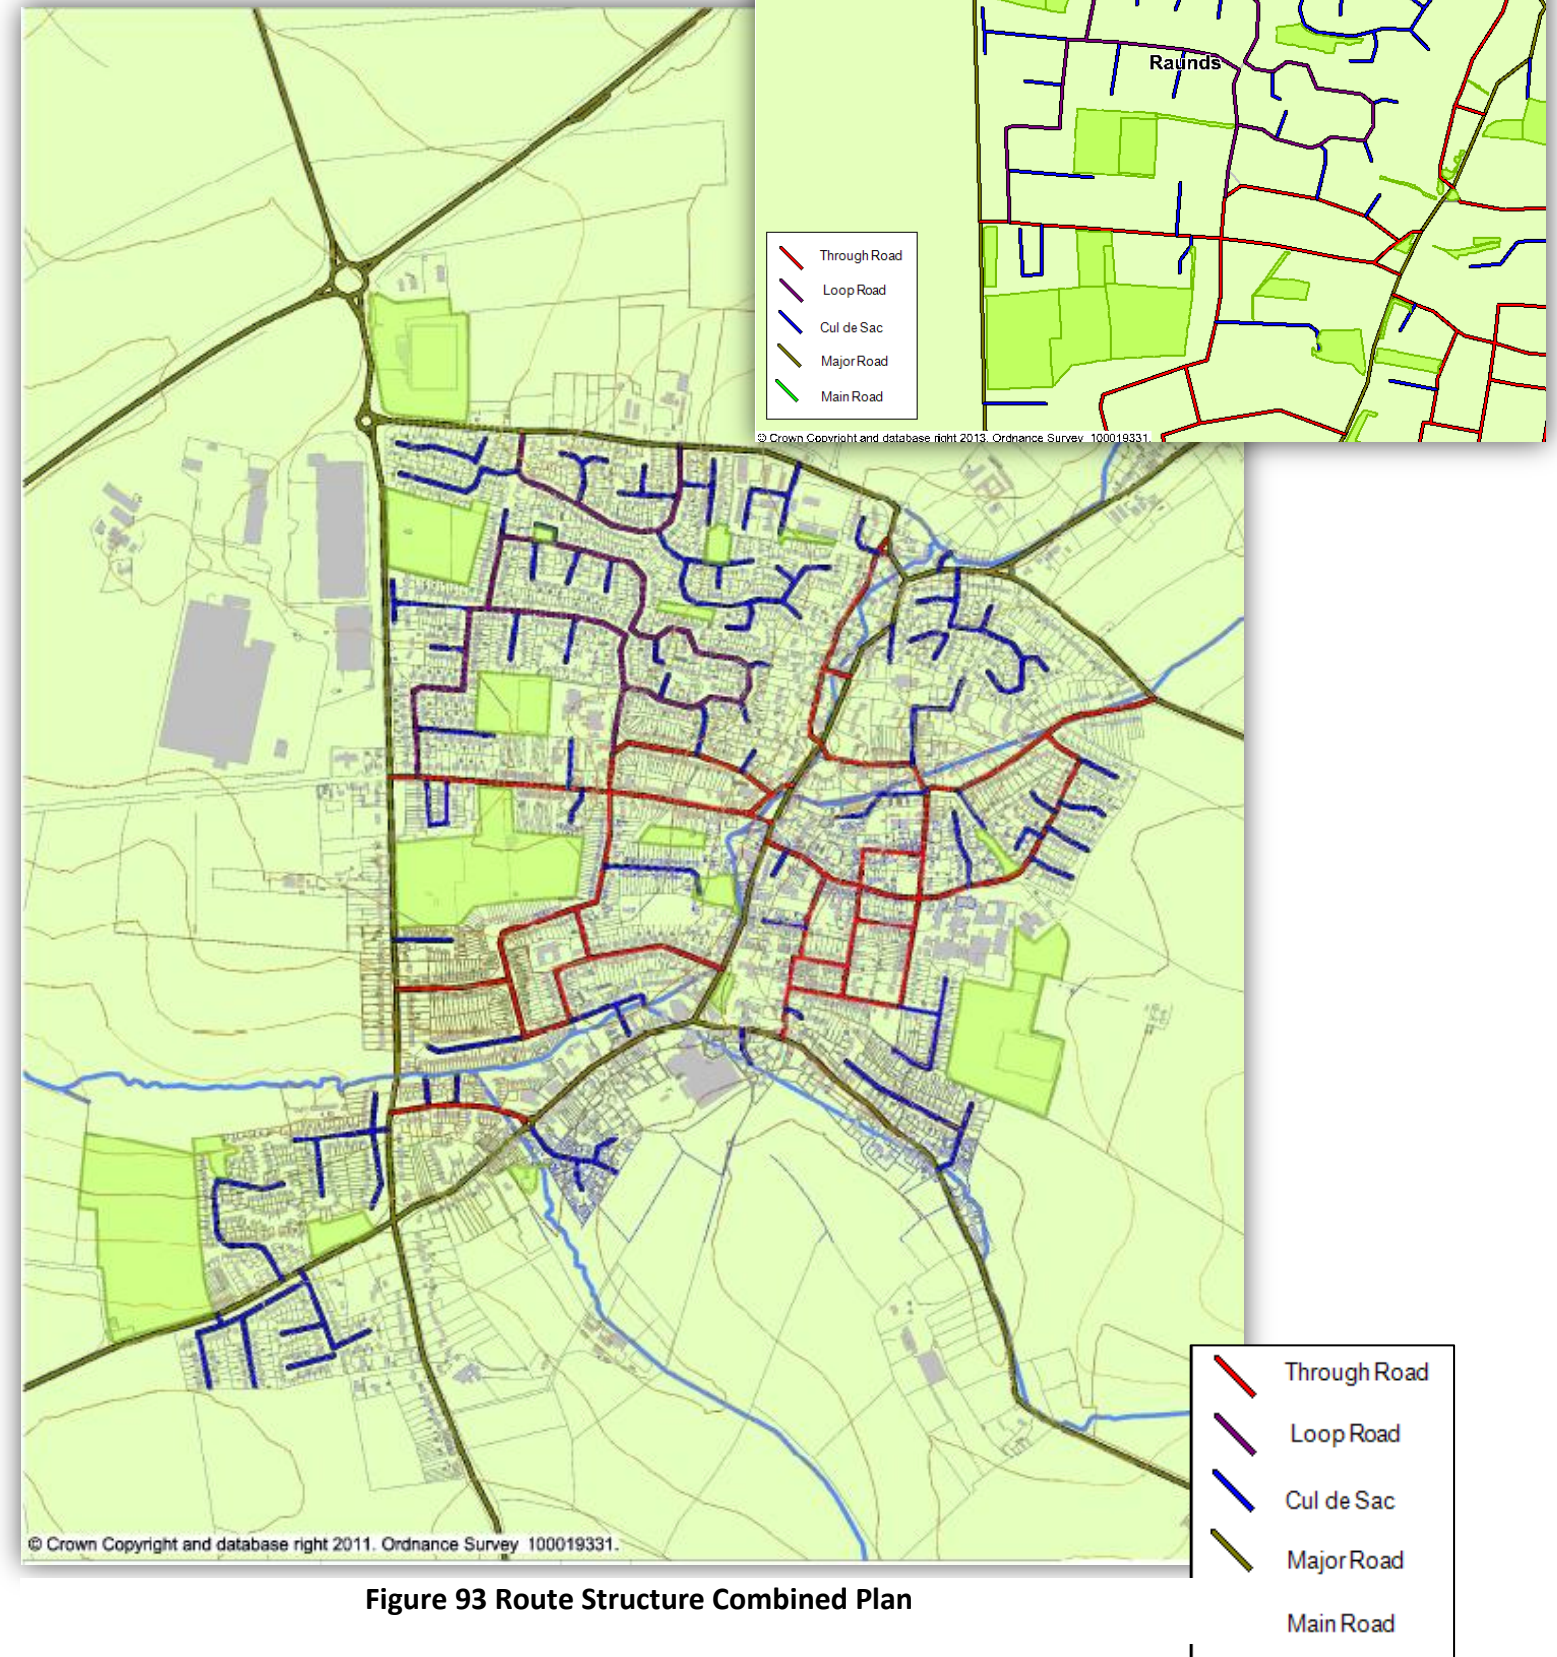 Raunds
Through Road
Loop Road
Cul de Sac
Major Road
Main Road
© Crown Copyright and database right 2013. Ordnance Survey 100019331.
© Crown Copyright and database right 2011. Ordnance Survey 100019331.
Through Road
Loop Road
Cul de Sac
Major Road
Main Road
Figure 93 Route Structure Combined Plan